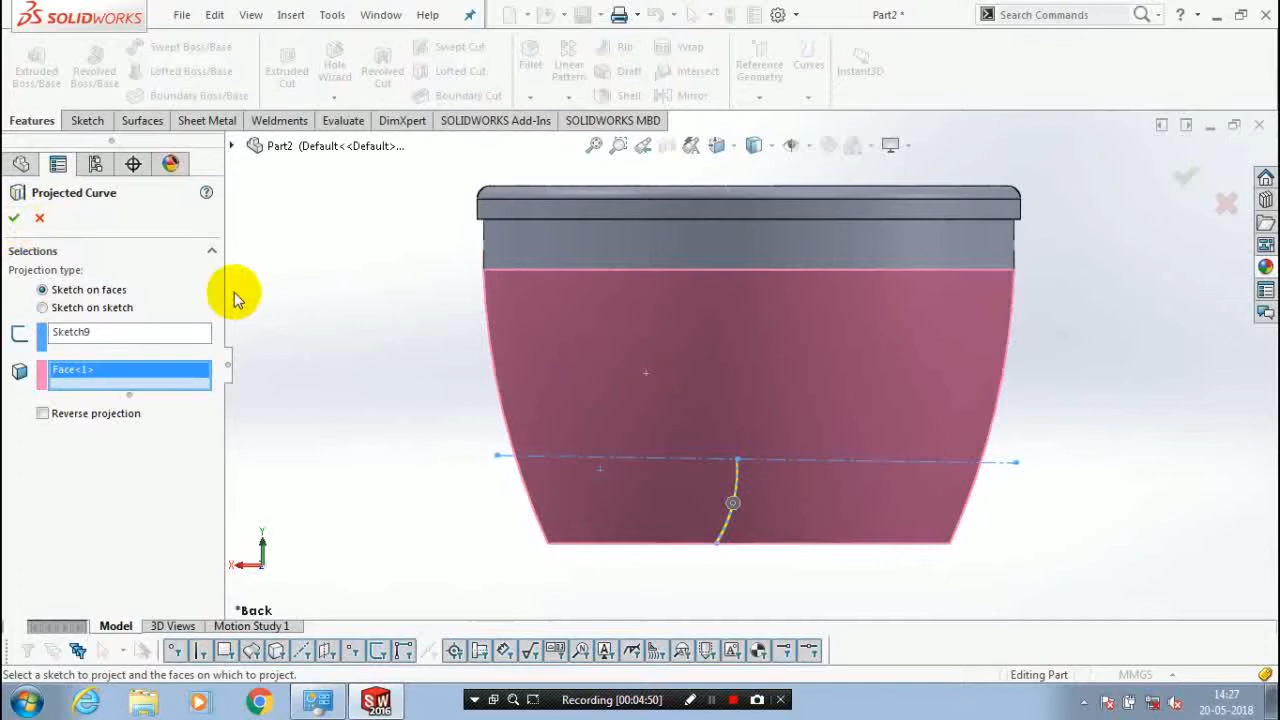 SOLIDWORKS
File Edit View Insert Tools Window Help
Part2 *
Search Commands
Extruded Boss/Base
Revolved Boss/Base
Swept Boss/Base
Lofted Boss/Base
Boundary Boss/Base
Extruded Cut
Hole Wizard
Revolved Cut
Swept Cut
Lofted Cut
Boundary Cut
Fillet
Linear Pattern
Rib
Draft
Shell
Wrap
Intersect
Mirror
Reference Geometry
Curves
Instant3D
Features Sketch Surfaces Sheet Metal Weldments Evaluate DimXpert SOLIDWORKS Add-Ins SOLIDWORKS MBD
Part2 (Default<<Default>...
Projected Curve
Selections
Projection type:
Sketch on faces
Sketch on sketch
Sketch9
Face<1>
Reverse projection
Y
X
*Back
Model 3D Views Motion Study 1
Select a sketch to project and the faces on which to project.
Editing Part
MMGS
SW
2016
Recording [00:04:50]
14:27
20-05-2018